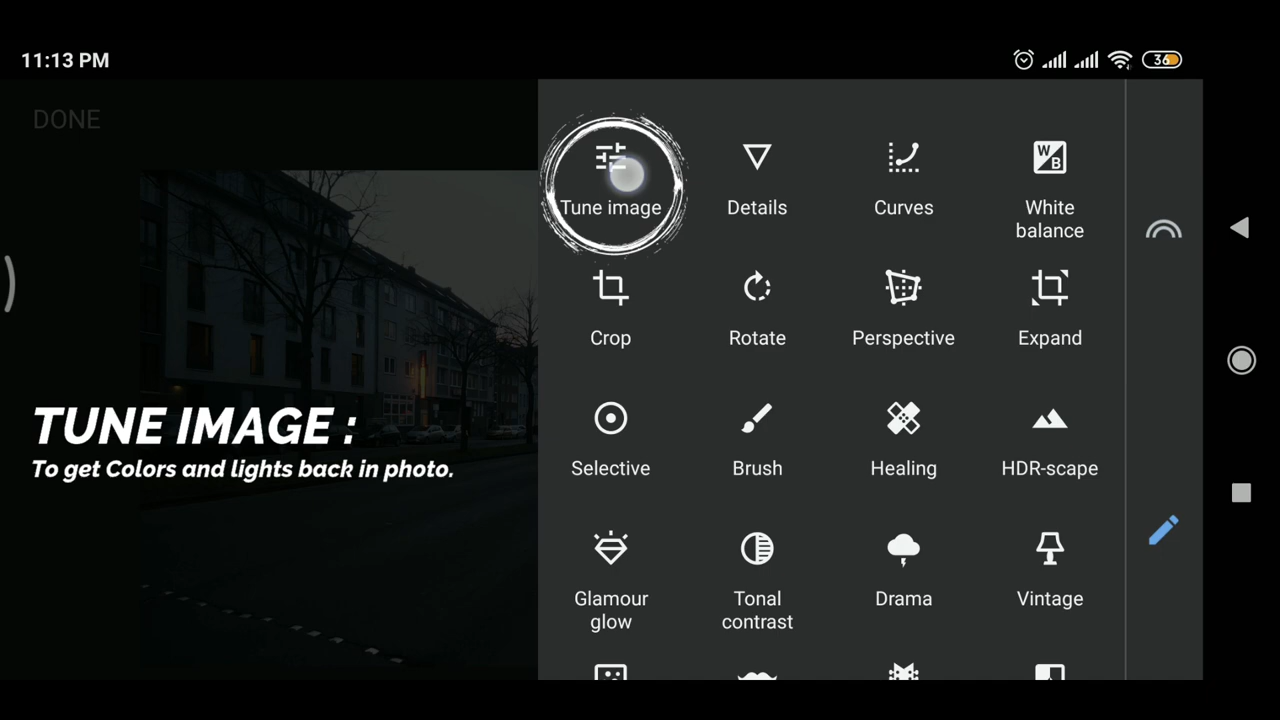 11:13 PM
36
DONE
Tune image
Details
Curves
W
B
White
balance
Crop
Rotate
Perspective
Expand
TUNE IMAGE :
To get Colors and lights back in photo.
Selective
Brush
Healing
HDR-scape
Glamour
glow
Tonal
contrast
Drama
Vintage